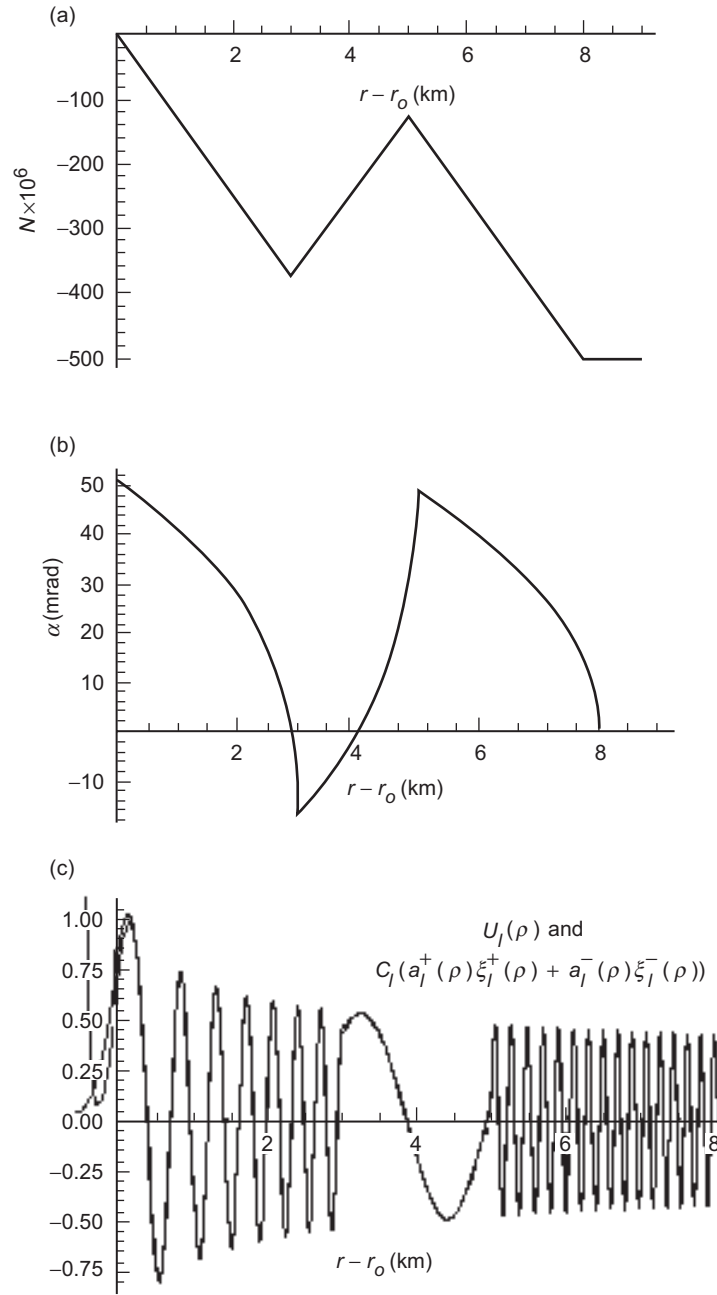 (a)
2 4 6 8
r – r_o (km)
–100
–200
–300
–400
–500
N×10^6
(b)
50
40
30
20
10
–10
α (mrad)
2 4 6 8
r – r_o (km)
(c)
1.00
0.75
0.50
0.25
0.00
–0.25
–0.50
–0.75
U_l(ρ) and
C_l(a_l^+(ρ)ξ_l^+(ρ) + a_l^-(ρ)ξ_l^-(ρ))
2 4 6 8
r – r_o (km)